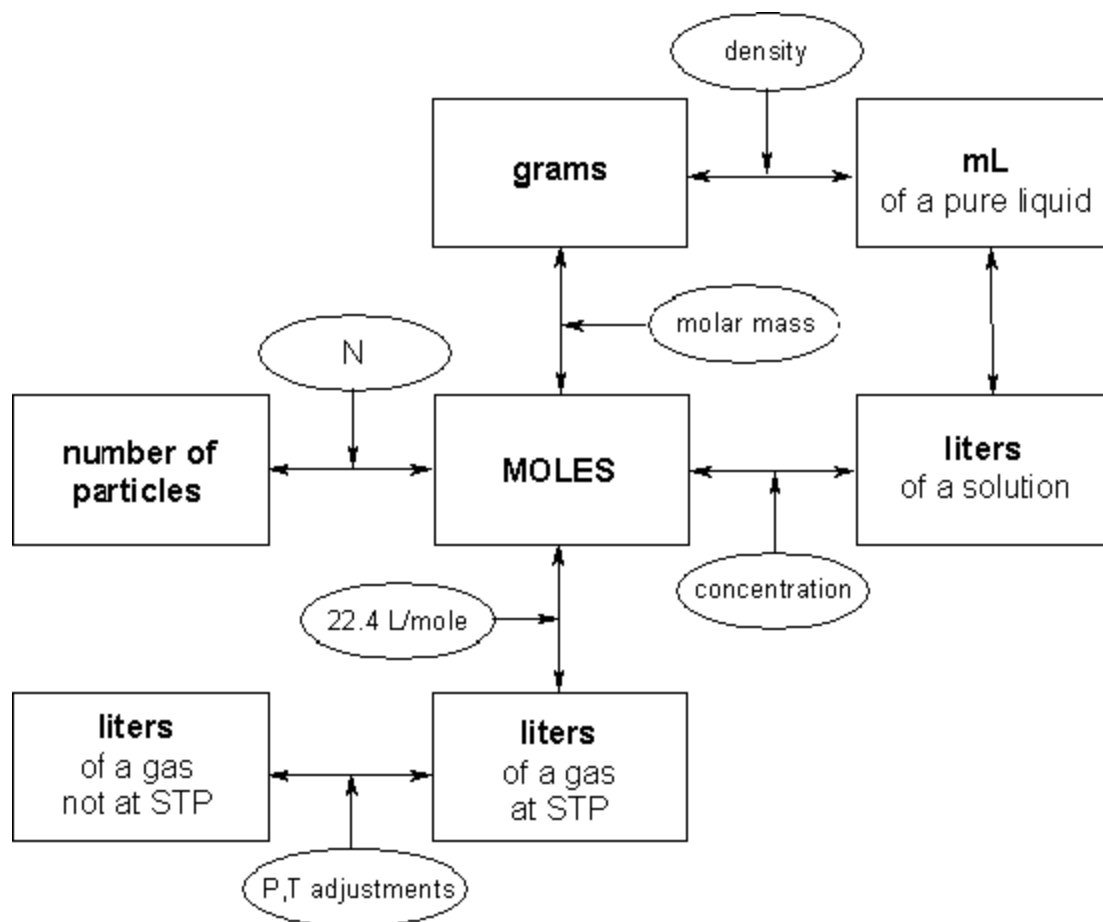 density
grams
mL
of a pure liquid
molar mass
N
number of
particles
MOLES
liters
of a solution
concentration
22.4 L/mole
liters
of a gas
not at STP
liters
of a gas
at STP
P,T adjustments